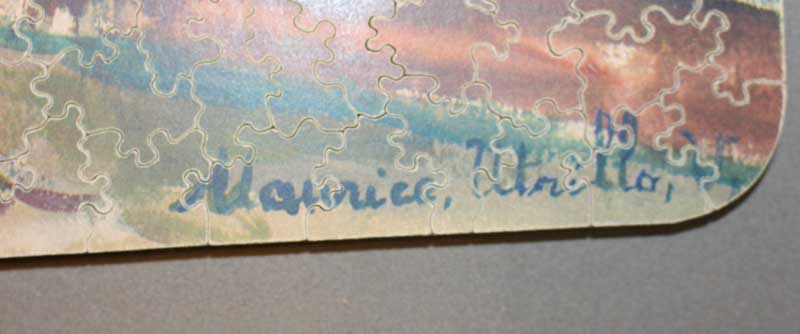 Maurice, Utrillo, V,